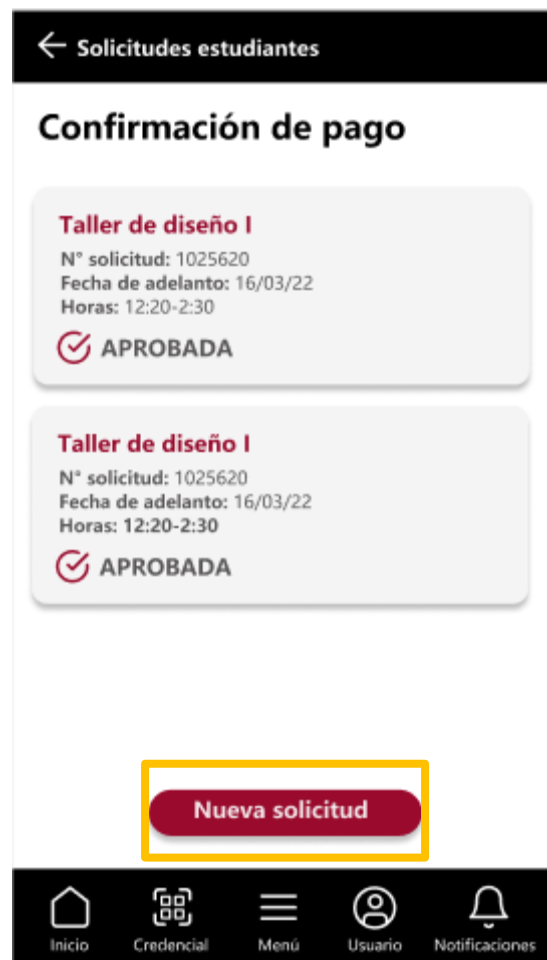 Solicitudes estudiantes
Confirmación de pago
Taller de diseño I
N° solicitud: 1025620
Fecha de adelanto: 16/03/22
Horas: 12:20-2:30
APROBADA
Taller de diseño I
N° solicitud: 1025620
Fecha de adelanto: 16/03/22
Horas: 12:20-2:30
APROBADA
Nueva solicitud
Inicio Credencial Menú Usuario Notificaciones